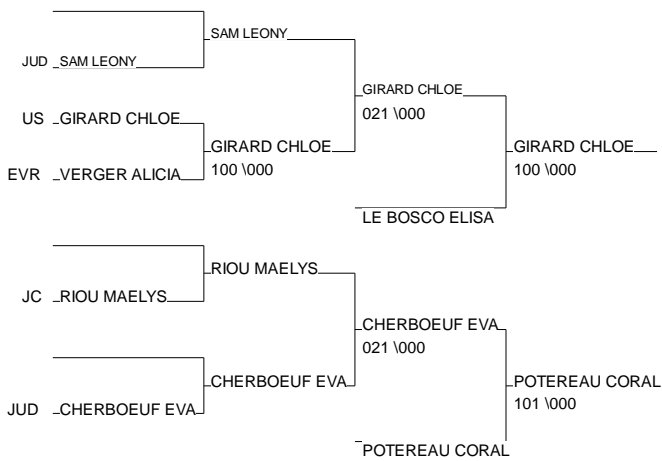 SAM LEONY
JUD SAM LEONY
GIRARD CHLOE
021 \000
US GIRARD CHLOE
GIRARD CHLOE
100 \000
GIRARD CHLOE
100 \000
EVR VERGER ALICIA
LE BOSCO ELISA
RIOU MAELYS
JC RIOU MAELYS
CHERBOEUF EVA
021 \000
CHERBOEUF EVA
POTEREAU CORAL
101 \000
JUD CHERBOEUF EVA
POTEREAU CORAL